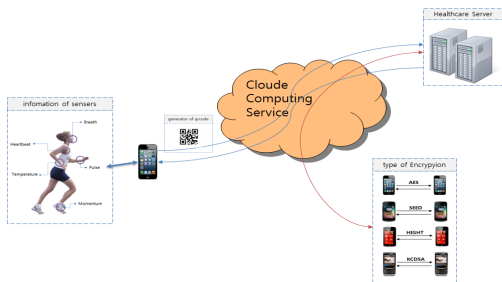 Healthcare Server
Cloude
Computing
Service
infomation of sensers
Breath
Heartbeat
Pulse
Temperature
Momentum
generator of qrcode
type of Encrypyion
AES
SEED
HIGHT
KCDSA